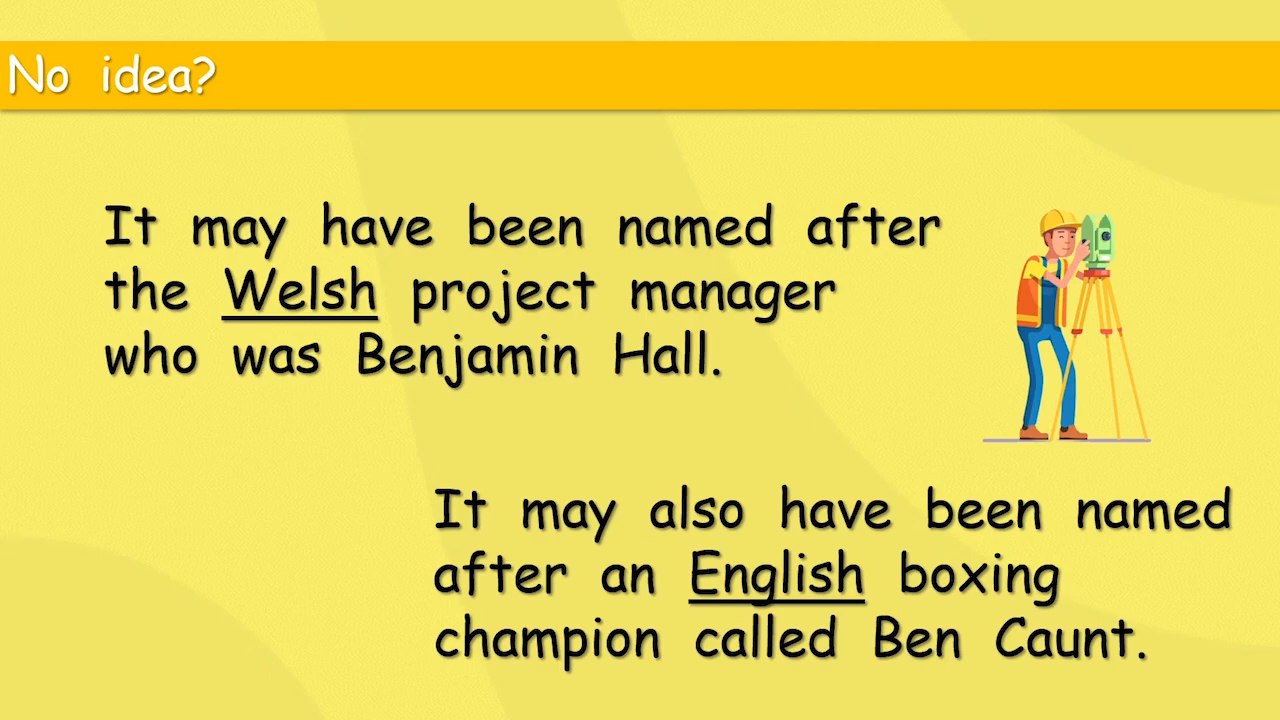 No idea?
It may have been named after
the Welsh project manager
who was Benjamin Hall.
It may also have been named
after an English boxing
champion called Ben Caunt.